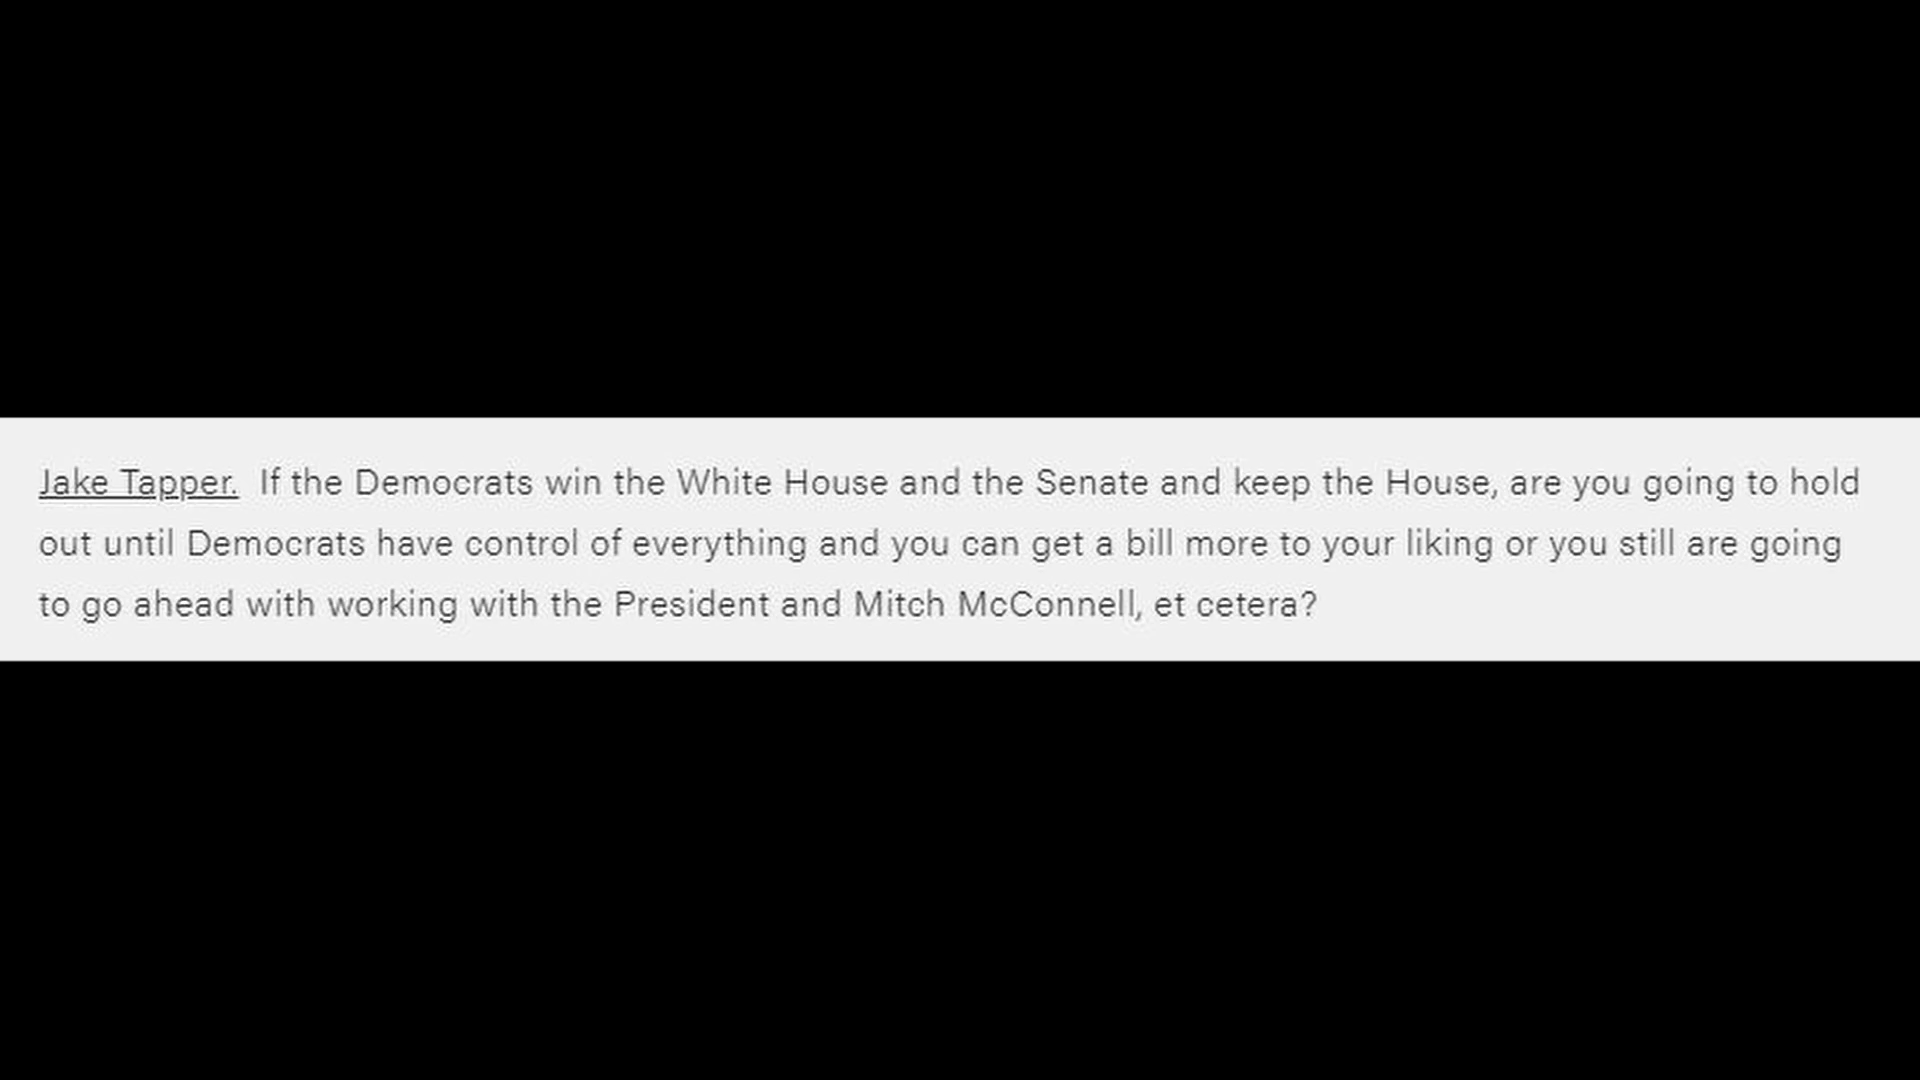 Jake Tapper. If the Democrats win the White House and the Senate and keep the House, are you going to hold
out until Democrats have control of everything and you can get a bill more to your liking or you still are going
to go ahead with working with the President and Mitch McConnell, et cetera?